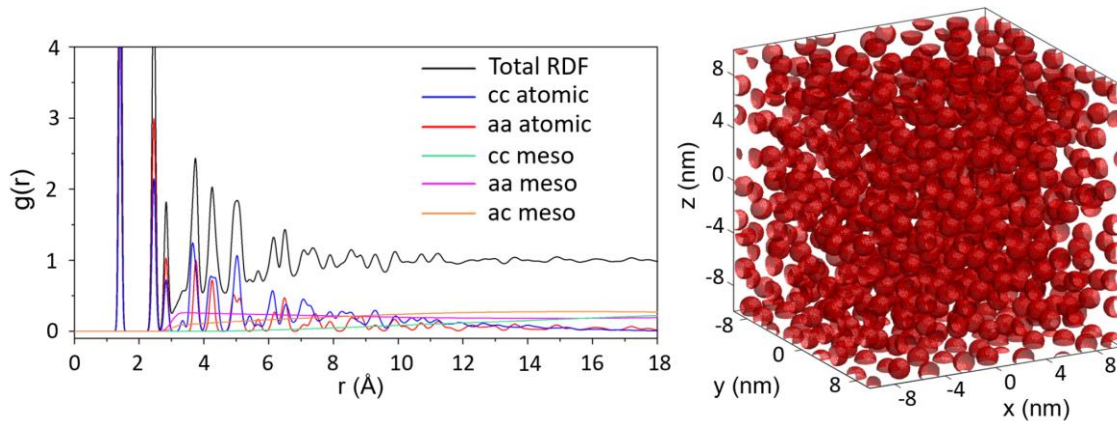 4
3
2
1
0
g(r)
Total RDF
cc atomic
aa atomic
cc meso
aa meso
ac meso
0 2 4 6 8 10 12 14 16 18
r (Å)
8
4
0
-4
-8
z (nm)
-8
0
8
y (nm)
-8 -4 0 4 8
x (nm)